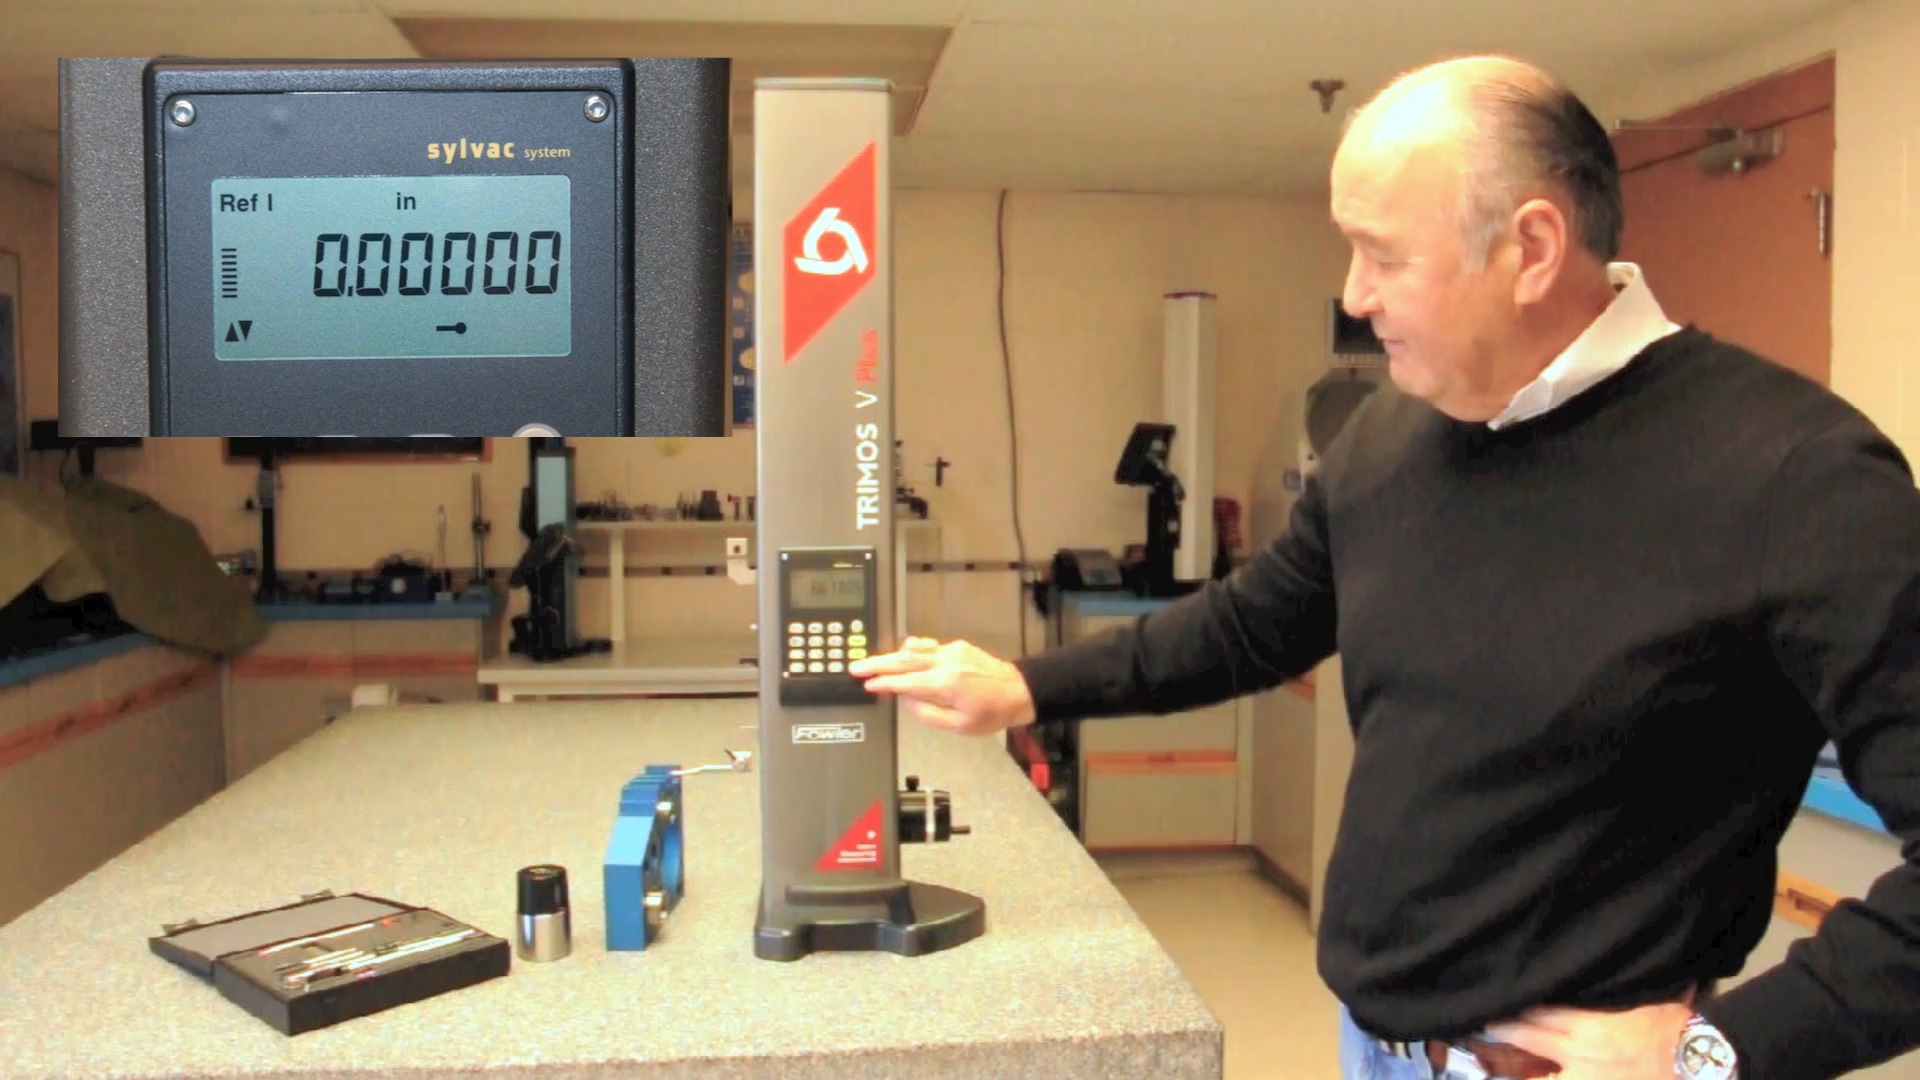 sylvac system
Ref I in
0.00000
TRIMOS V Plus
Fowler